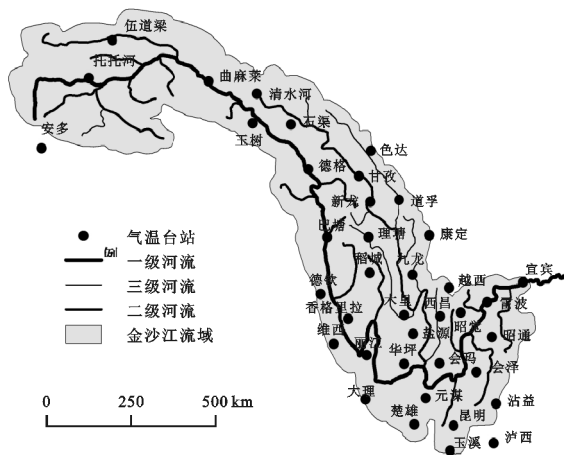 伍道梁
托托河
曲麻莱
清水河
安多
玉树
石渠
色达
德格
甘孜
新龙
道孚
巴塘
理塘
康定
稻城
九龙
德钦
越西
宜宾
香格里拉
木里
西昌
昭觉
雷波
维西
丽江
盐源
昭通
华坪
会理
会泽
大理
元谋
沾益
楚雄
昆明
玉溪
泸西
气温台站
一级河流
三级河流
二级河流
金沙江流域
0 250 500 km